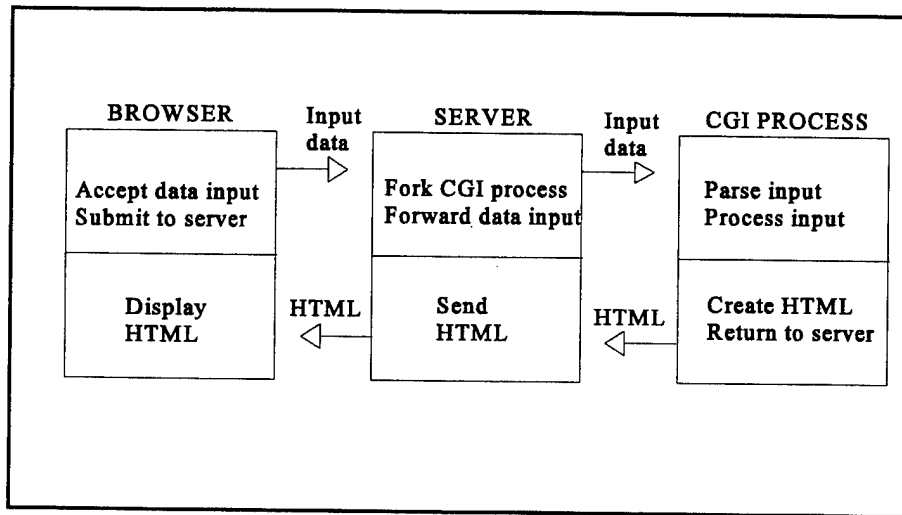 BROWSER
Input
data
SERVER
Input
data
CGI PROCESS
Accept data input
Submit to server
Fork CGI process
Forward data input
Parse input
Process input
Display
HTML
HTML
Send
HTML
HTML
Create HTML
Return to server